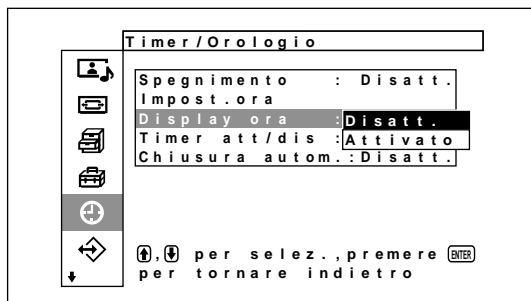 Timer/Orologio
Spegnimento : Disatt.
Impost.ora
Display ora : Disatt.
Attivato
Timer att/dis :
Chiusura autom.:Disatt.
, per selez.,premere ENTER
per tornare indietro